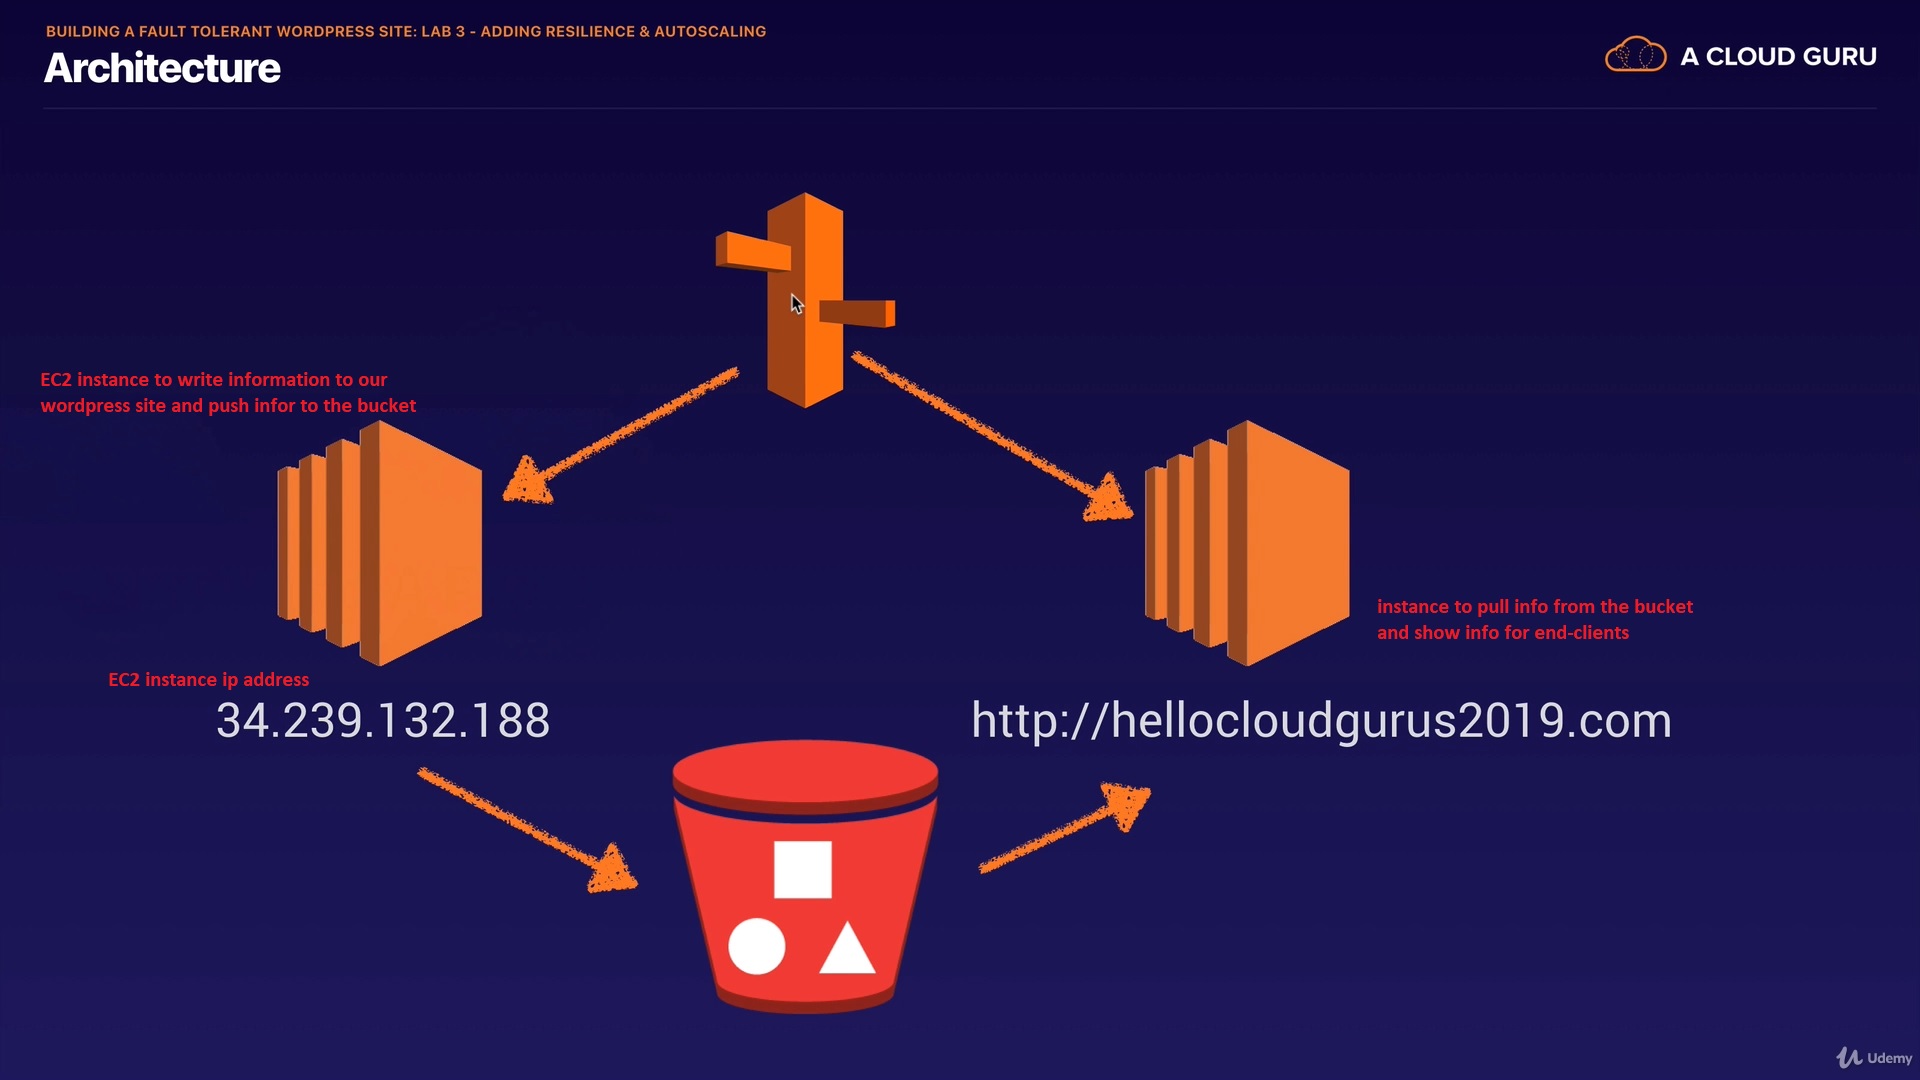 BUILDING A FAULT TOLERANT WORDPRESS SITE: LAB 3 - ADDING RESILIENCE & AUTOSCALING
Architecture
A CLOUD GURU
EC2 instance to write information to our
wordpress site and push infor to the bucket
instance to pull info from the bucket
and show info for end-clients
EC2 instance ip address
34.239.132.188
http://hellocloudgurus2019.com
Udemy